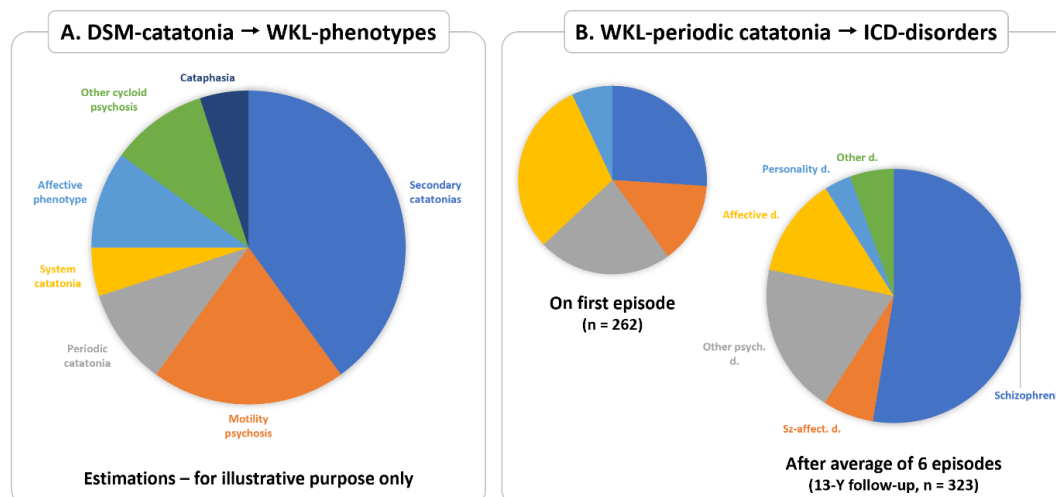 A. DSM-catatonia → WKL-phenotypes
Cataphasia
Other cycloid
psychosis
Affective
phenotype
System
catatonia
Periodic
catatonia
Motility
psychosis
Secondary
catatonias
Estimations – for illustrative purpose only
B. WKL-periodic catatonia → ICD-disorders
On first episode
(n = 262)
Other d.
Personality d.
Affective d.
Other psych.
d.
Sz-affect. d.
Schizophreni
After average of 6 episodes
(13-Y follow-up, n = 323)